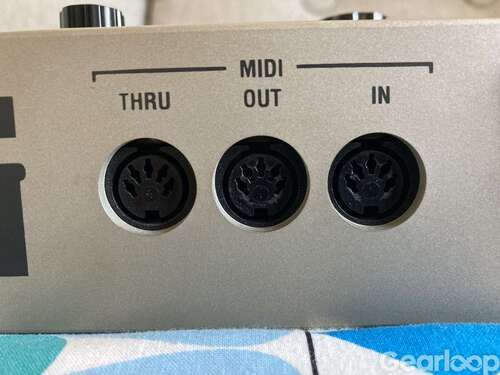 MIDI
THRU OUT IN
Gearloop